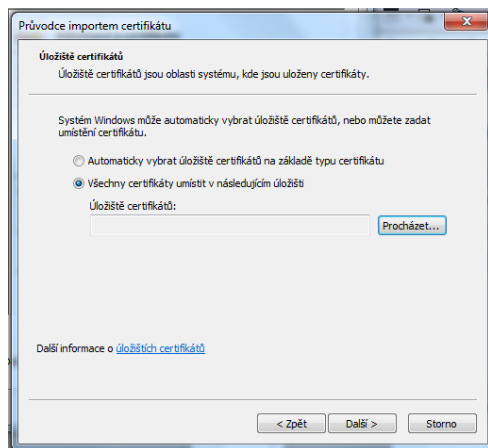 Průvodce importem certifikátu
Úložiště certifikátů
Úložiště certifikátů jsou oblasti systému, kde jsou uloženy certifikáty.
Systém Windows může automaticky vybrat úložiště certifikátů, nebo můžete zadat
umístění certifikátu.
Automaticky vybrat úložiště certifikátů na základě typu certifikátu
Všechny certifikáty umístit v následujícím úložišti
Úložiště certifikátů:
Procházet...
Další informace o úložištích certifikátů
< Zpět
Další >
Storno